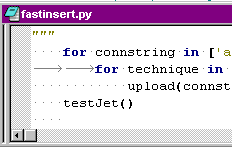 fastinsert.py
"""
for connstring in ['a
for technique in
upload(connst
testJet()